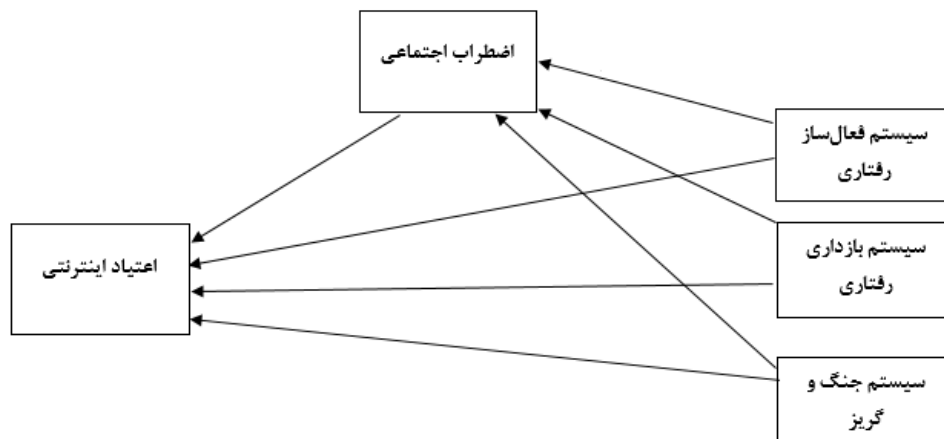 اضطراب اجتماعی
سیستم فعال‌ساز
رفتاری
سیستم بازداری
رفتاری
اعتیاد اینترنتی
سیستم جنگ و
گریز